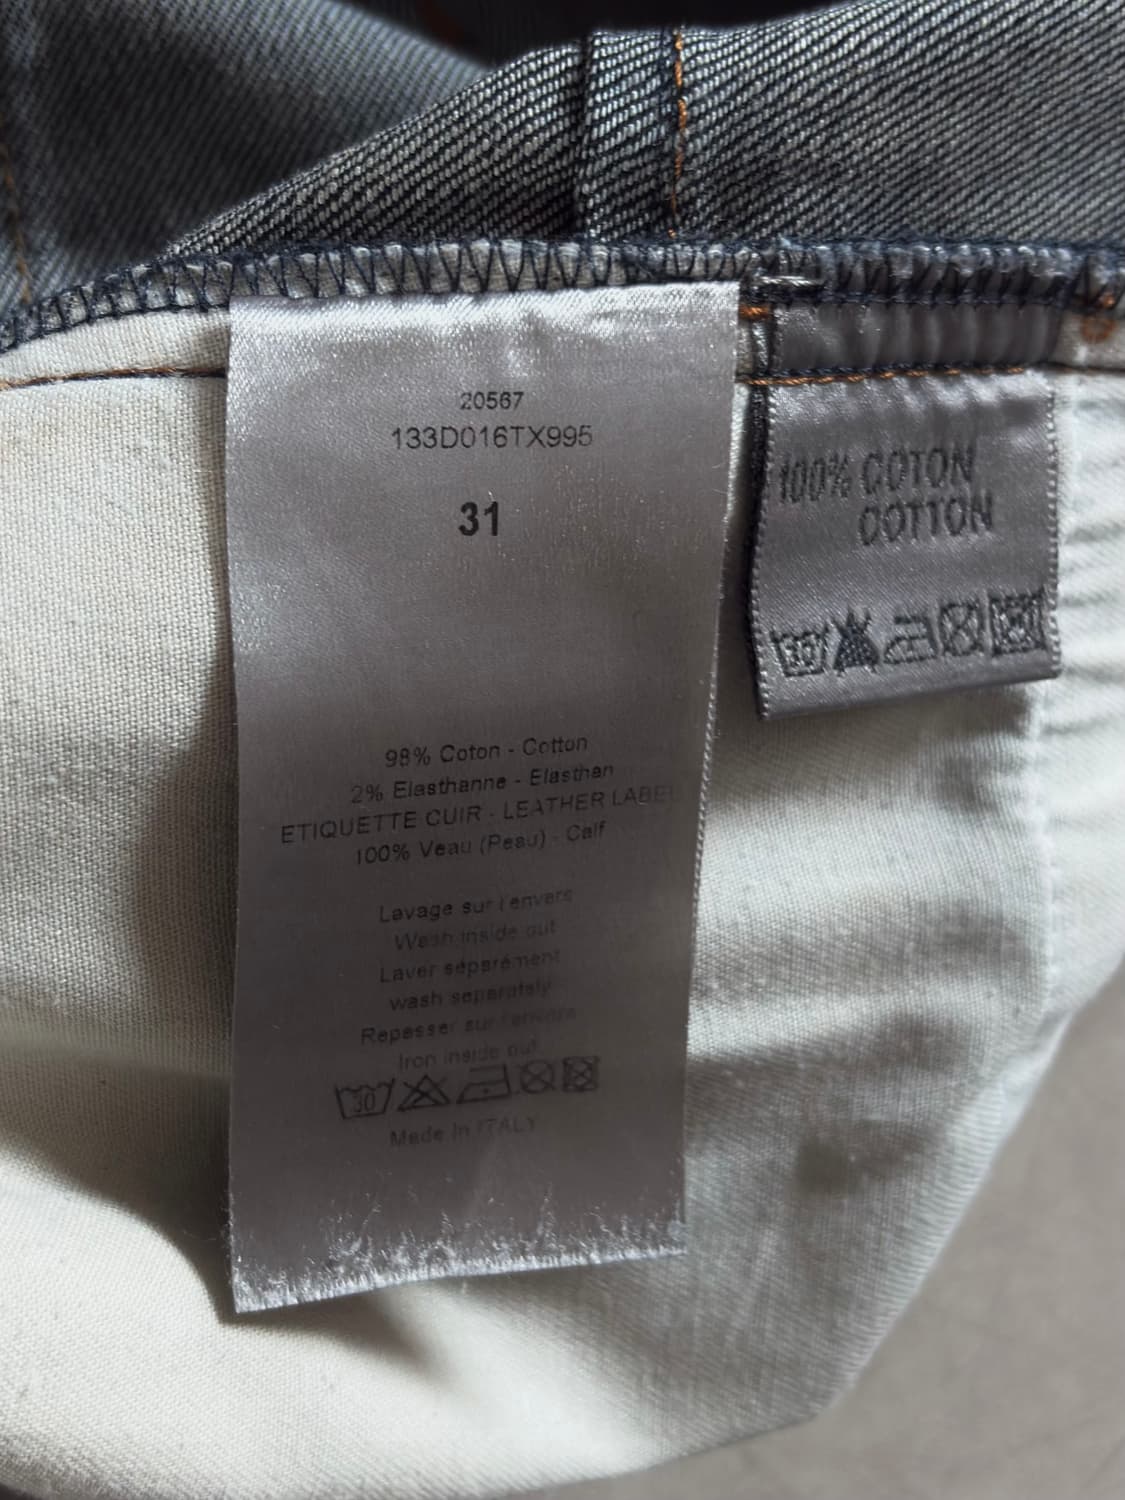 20567
133D016TX995
31
98% Coton - Cotton
2% Elasthanne - Elasthan
ETIQUETTE CUIR - LEATHER LABEL
100% Veau (Peau) - Calf
Lavage sur l'envers
Wash inside out
Laver séparément
wash separately
Repasser sur l'envers
Iron inside out
30
Made in ITALY
100% COTON
COTTON
30